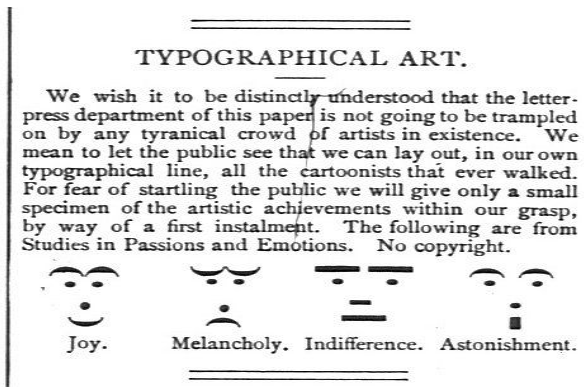 TYPOGRAPHICAL ART.
We wish it to be distinctly understood that the letter-
press department of this paper is not going to be trampled
on by any tyranical crowd of artists in existence. We
mean to let the public see that we can lay out, in our own
typographical line, all the cartoonists that ever walked.
For fear of startling the public we will give only a small
specimen of the artistic achievements within our grasp,
by way of a first instalment. The following are from
Studies in Passions and Emotions. No copyright.
Joy. Melancholy. Indifference. Astonishment.